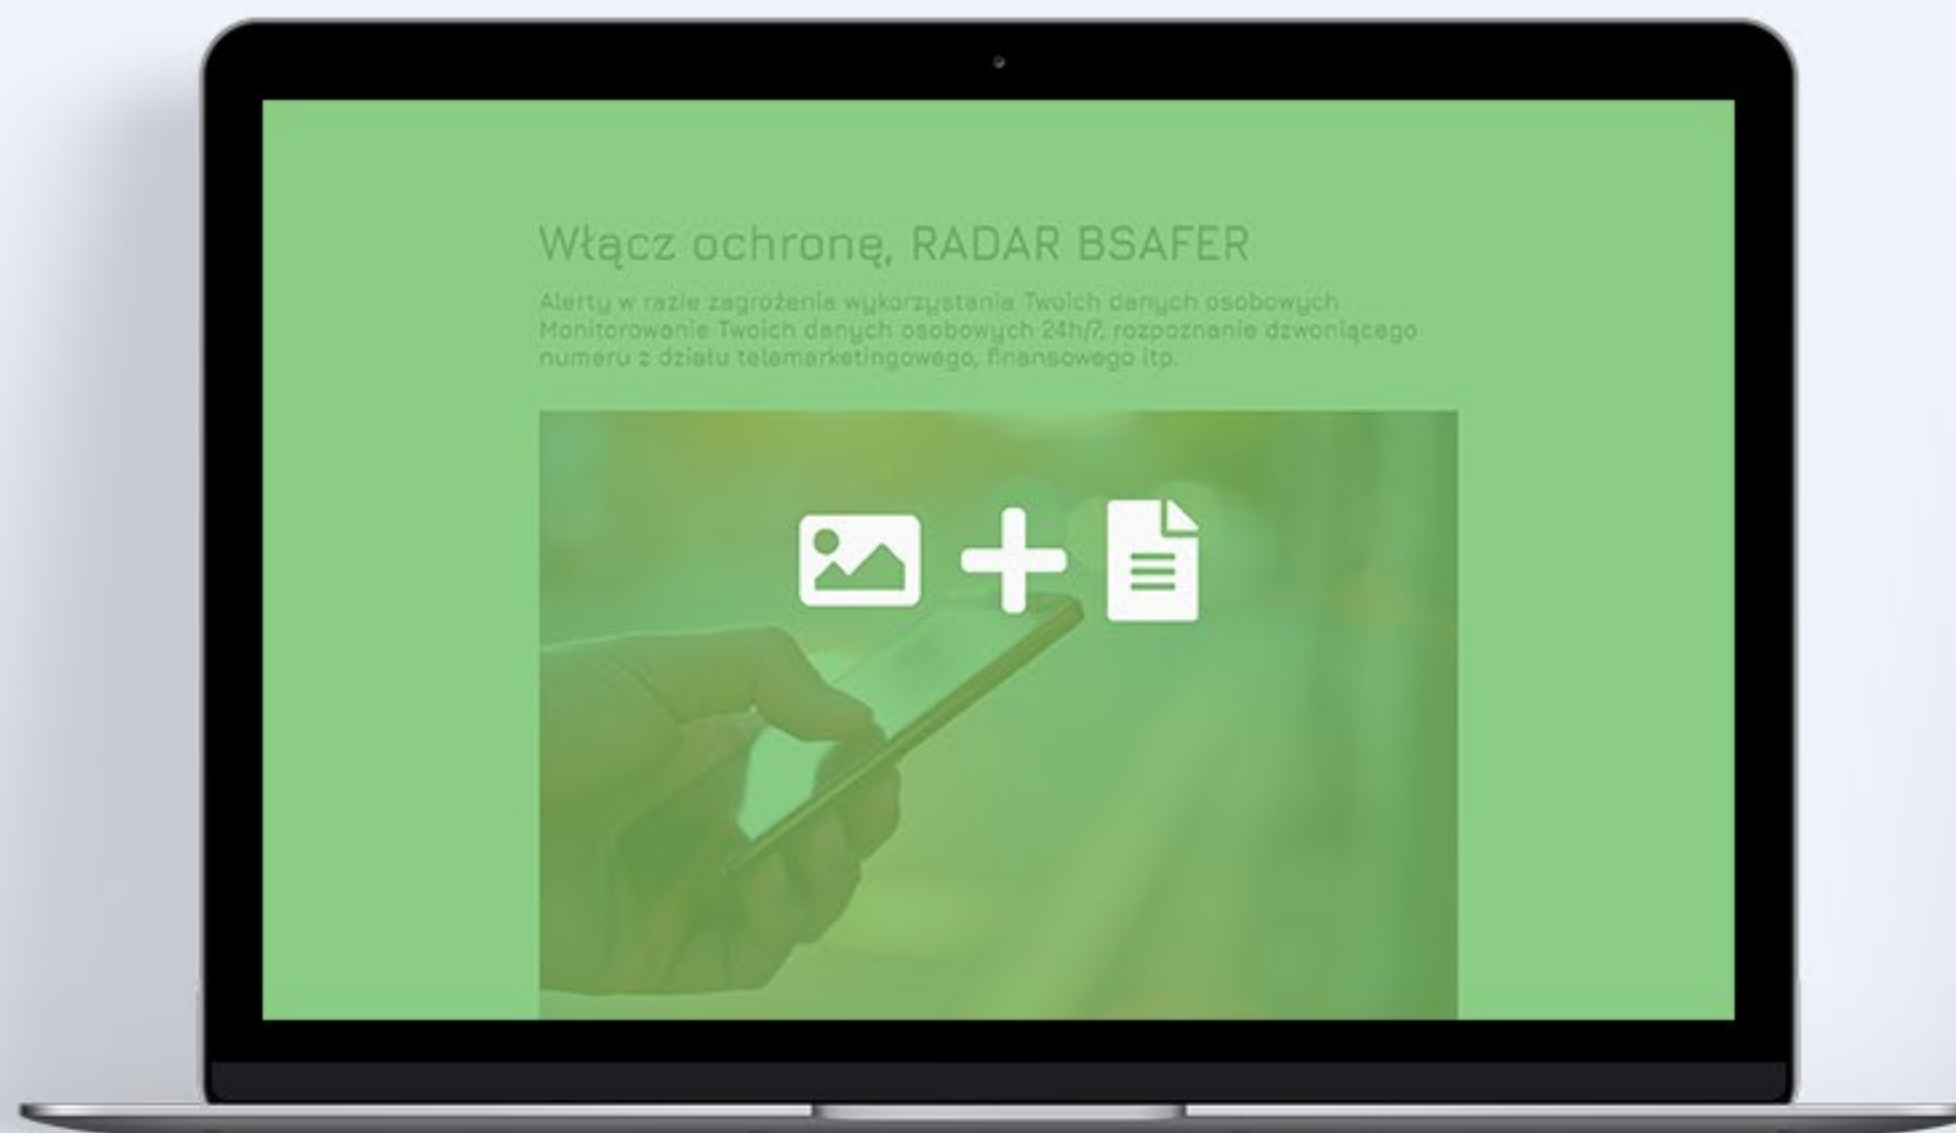 Włącz ochronę, RADAR BSAFER
Alerty w razie zagrożenia wykorzystania Twoich danych osobowych
Monitorowanie Twoich danych osobowych 24h/7, rozpoznanie dzwoniącego
numeru z działu telemarketingowego, finansowego itp.